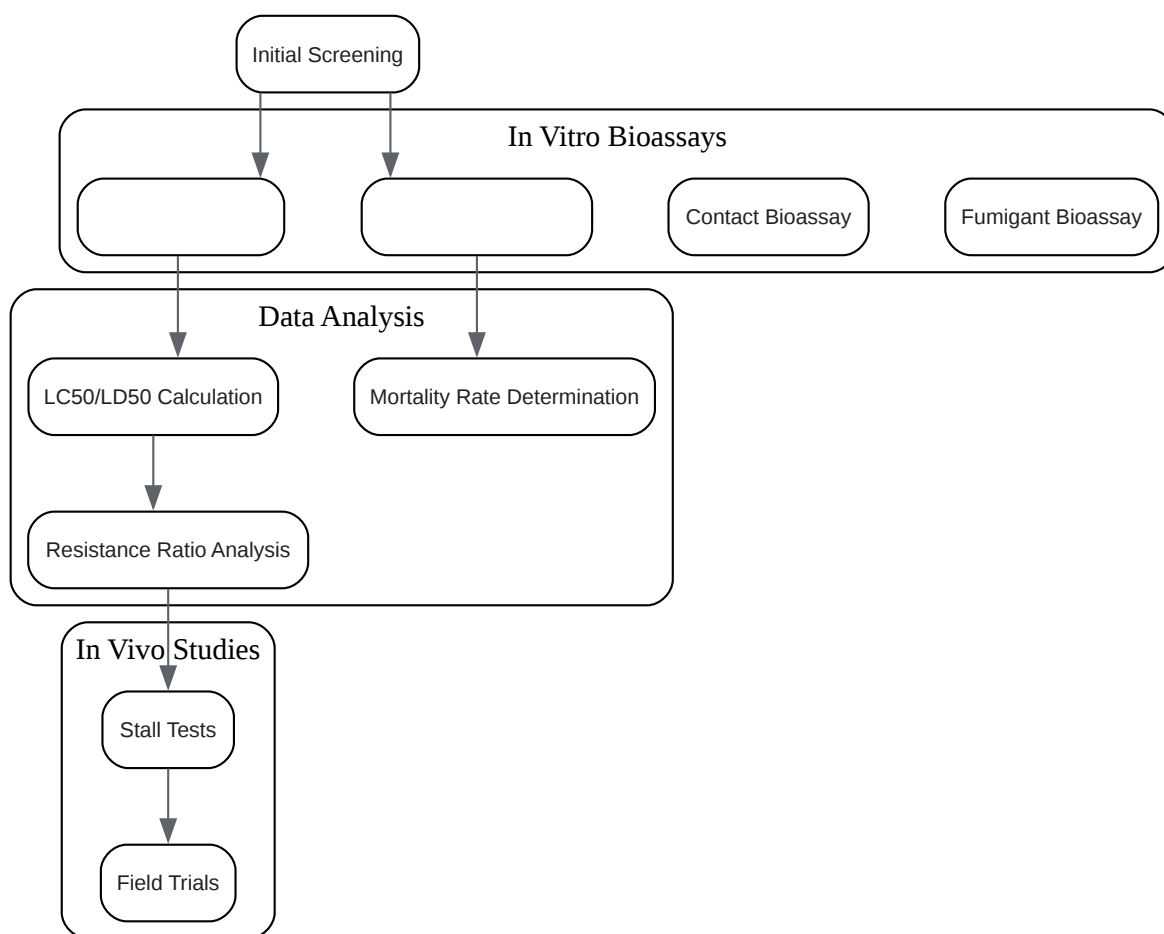 Initial Screening
In Vitro Bioassays
Contact Bioassay
Fumigant Bioassay
Data Analysis
LC50/LD50 Calculation
Mortality Rate Determination
Resistance Ratio Analysis
In Vivo Studies
Stall Tests
Field Trials